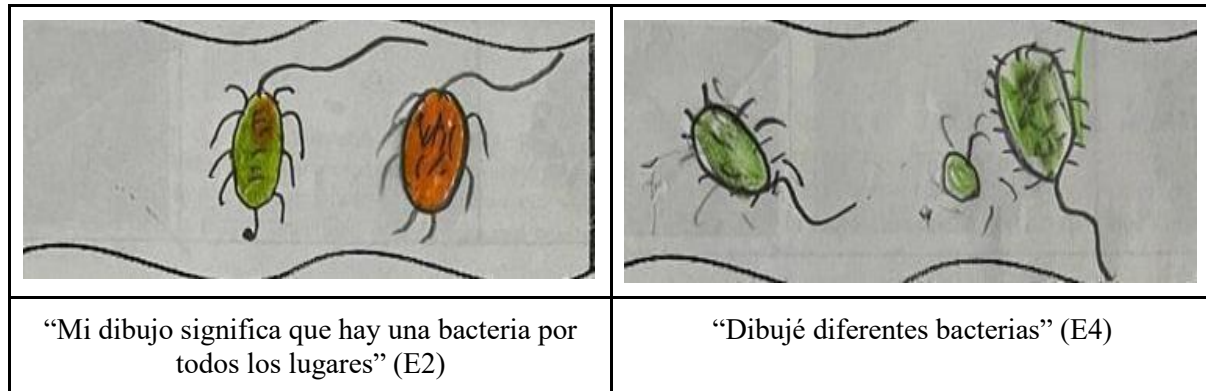 “Mi dibujo significa que hay una bacteria por
todos los lugares” (E2)
“Dibujé diferentes bacterias” (E4)